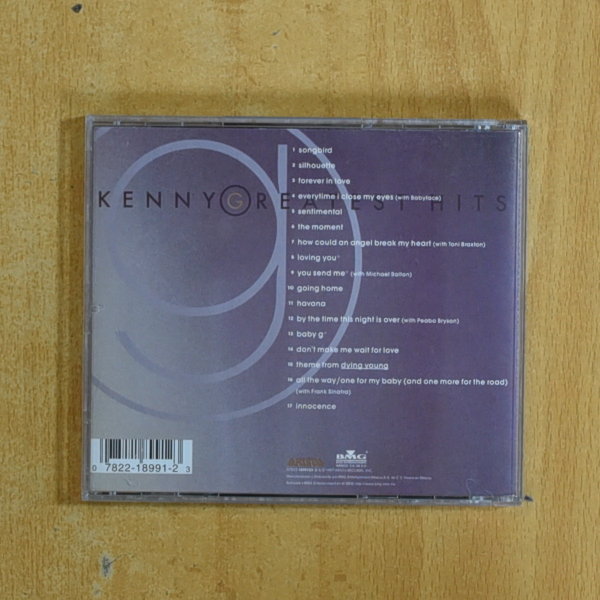 KENNY G GREATEST HITS
1 songbird
2 silhouette
3 forever in love
4 everytime i close my eyes (with Babyface)
5 sentimental
6 the moment
7 how could an angel break my heart (with Toni Braxton)
8 loving you*
9 you send me* (with Michael Bolton)
10 going home
11 havana
12 by the time this night is over (with Peabo Bryson)
13 baby g*
14 don't make me wait for love
15 theme from dying young
16 all the way/one for my baby (and one more for the road)
(with Frank Sinatra)
17 innocence
ARISTA
BMG
0 7822-18991-2 3